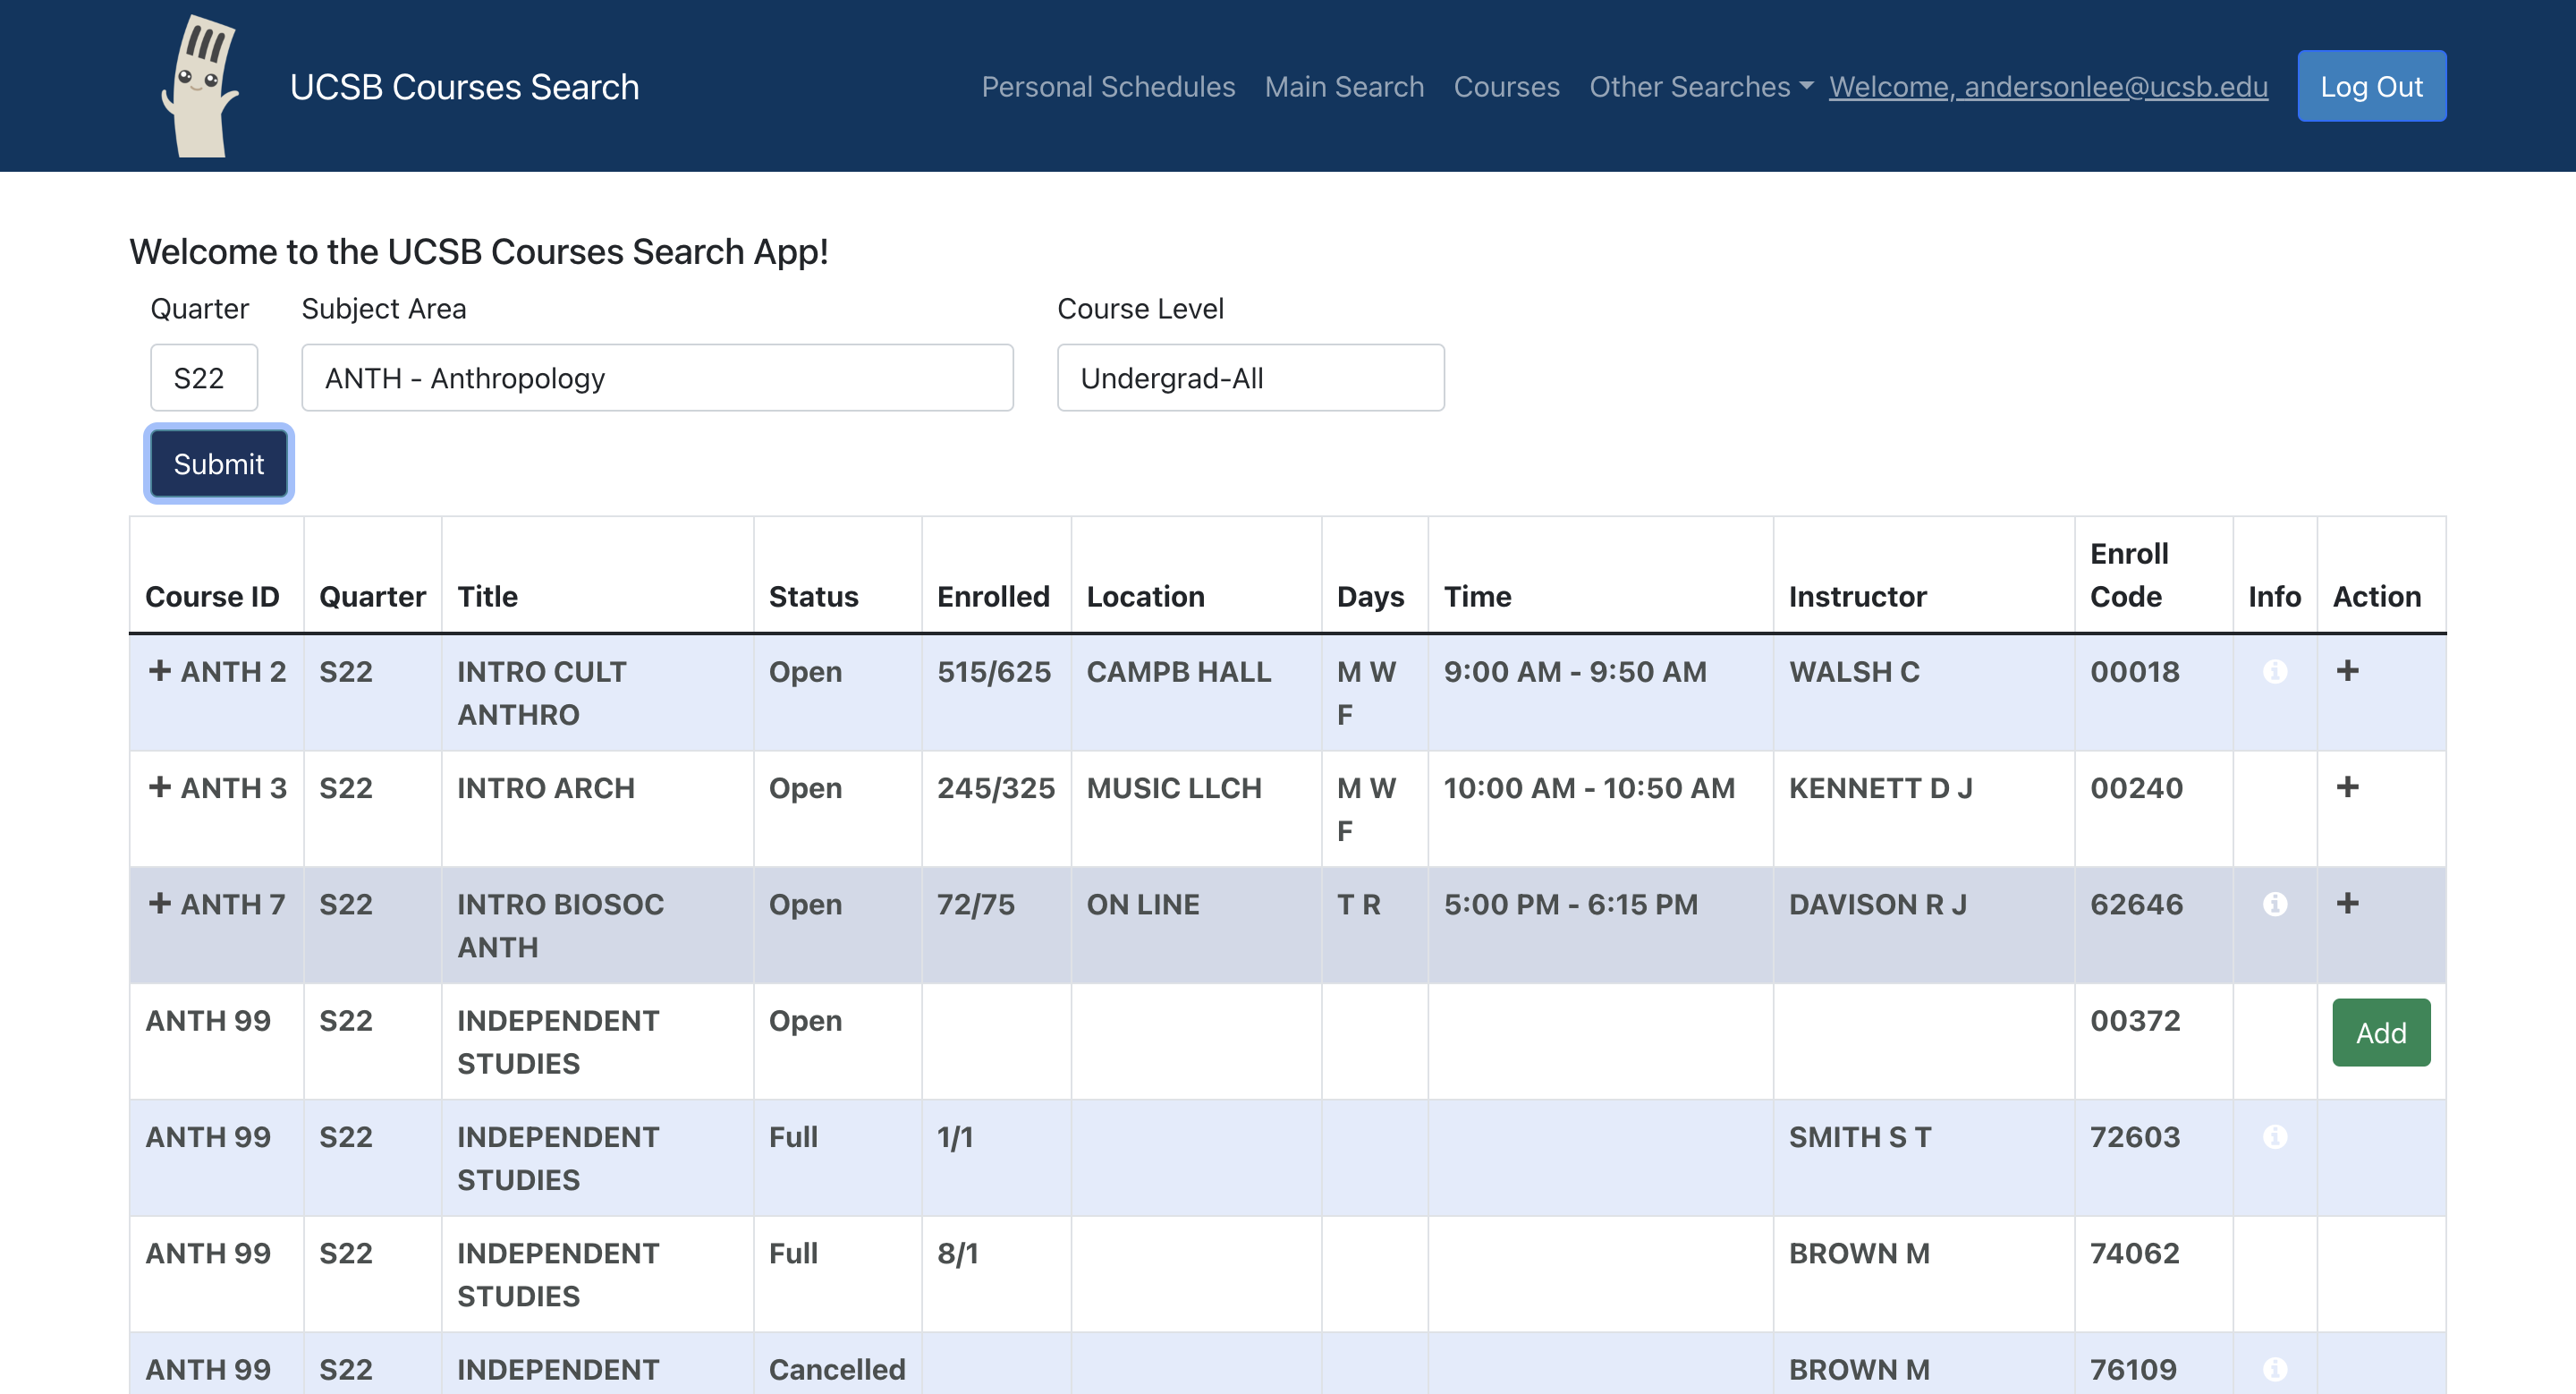 UCSB Courses Search
Personal Schedules Main Search Courses Other Searches Welcome, andersonlee@ucsb.edu Log Out
Welcome to the UCSB Courses Search App!
Quarter Subject Area Course Level
S22 ANTH - Anthropology Undergrad-All
Submit
Enroll
Course ID Quarter Title Status Enrolled Location Days Time Instructor Code Info Action
+ ANTH 2 S22 INTRO CULT Open 515/625 CAMPB HALL M W 9:00 AM - 9:50 AM WALSH C 00018 i +
ANTHRO F
+ ANTH 3 S22 INTRO ARCH Open 245/325 MUSIC LLCH M W 10:00 AM - 10:50 AM KENNETT D J 00240 +
F
+ ANTH 7 S22 INTRO BIOSOC Open 72/75 ON LINE T R 5:00 PM - 6:15 PM DAVISON R J 62646 i +
ANTH
ANTH 99 S22 INDEPENDENT Open 00372 Add
STUDIES
ANTH 99 S22 INDEPENDENT Full 1/1 SMITH S T 72603 i
STUDIES
ANTH 99 S22 INDEPENDENT Full 8/1 BROWN M 74062
STUDIES
ANTH 99 S22 INDEPENDENT Cancelled BROWN M 76109 i